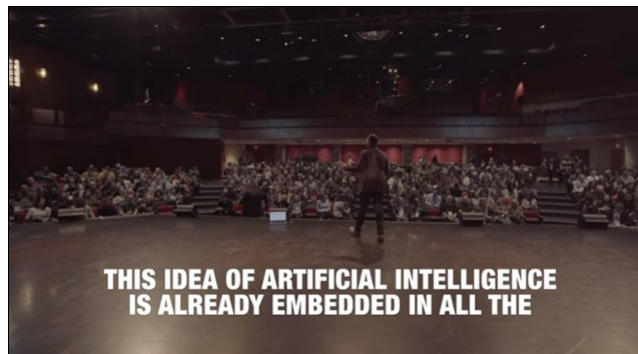 THIS IDEA OF ARTIFICIAL INTELLIGENCE
IS ALREADY EMBEDDED IN ALL THE